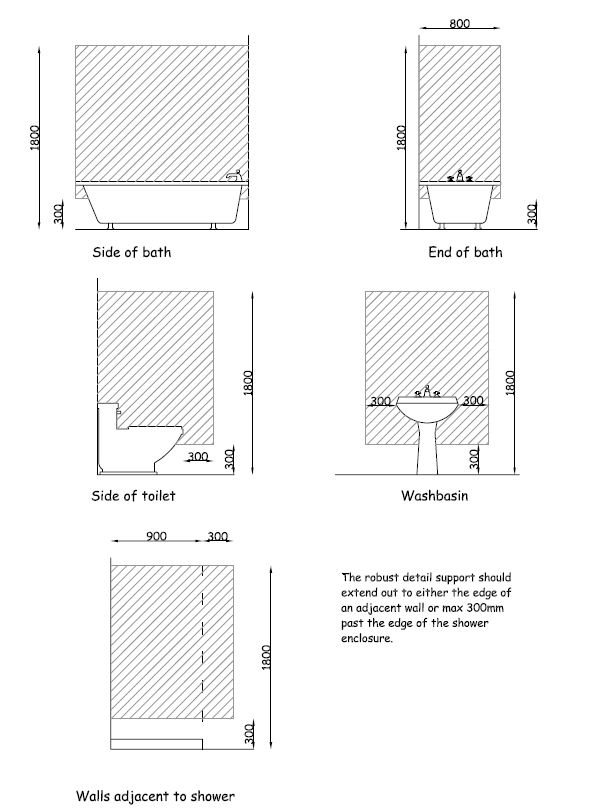 800
1800
1800
300
300
Side of bath
End of bath
1800
1800
300
300
300
300
300
300
Side of toilet
Washbasin
900
300
The robust detail support should
extend out to either the edge of
an adjacent wall or max 300mm
past the edge of the shower
enclosure.
1800
300
Walls adjacent to shower